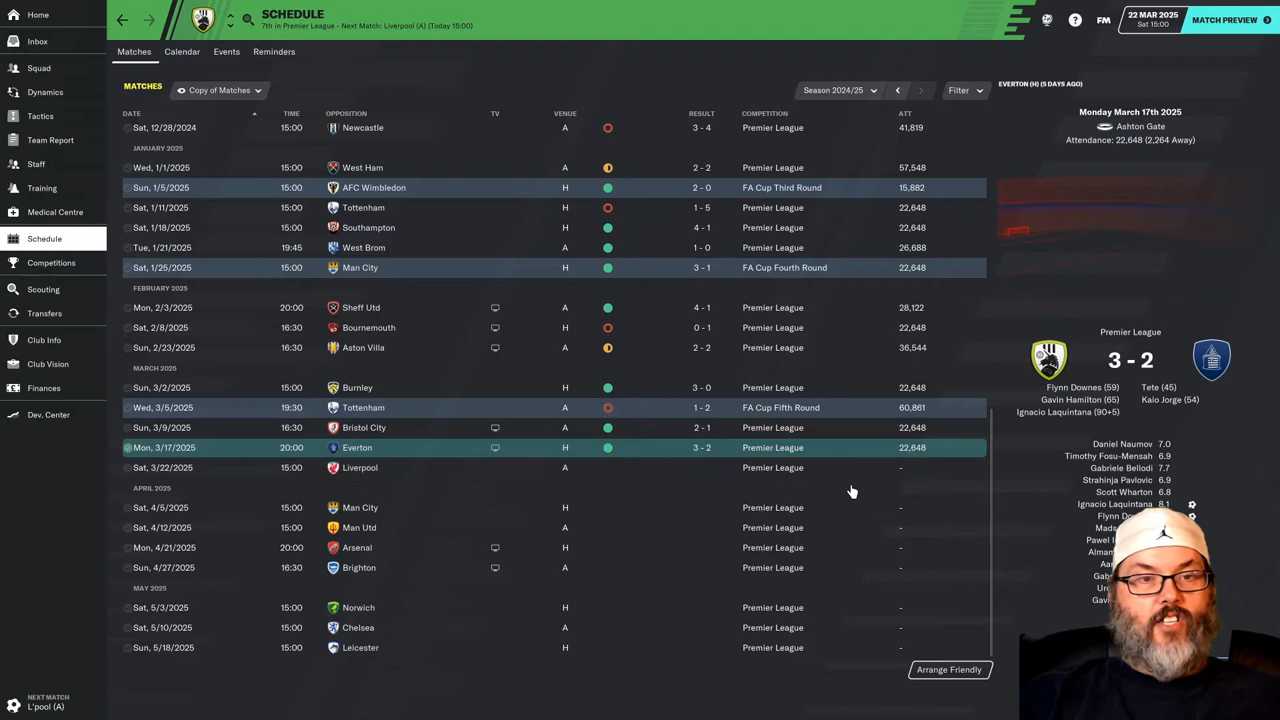 SCHEDULE
7th in Premier League - Next Match: Liverpool (A) (Today 15:00)
FM
22 MAR 2025
Sat 15:00
MATCH PREVIEW
Home
Inbox
Squad
Dynamics
Tactics
Team Report
Staff
Training
Medical Centre
Schedule
Competitions
Scouting
Transfers
Club Info
Club Vision
Finances
Dev. Center
NEXT MATCH
L'pool (A)
Matches Calendar Events Reminders
MATCHES Copy of Matches Season 2024/25 Filter
DATE TIME OPPOSITION TV VENUE RESULT COMPETITION ATT
Sat, 12/28/2024 15:00 Newcastle A 3 - 4 Premier League 41,819
JANUARY 2025
Wed, 1/1/2025 15:00 West Ham A 2 - 2 Premier League 57,548
Sun, 1/5/2025 15:00 AFC Wimbledon H 2 - 0 FA Cup Third Round 15,882
Sat, 1/11/2025 15:00 Tottenham H 1 - 5 Premier League 22,648
Sat, 1/18/2025 15:00 Southampton H 4 - 1 Premier League 22,648
Tue, 1/21/2025 19:45 West Brom A 1 - 0 Premier League 26,688
Sat, 1/25/2025 15:00 Man City H 3 - 1 FA Cup Fourth Round 22,648
FEBRUARY 2025
Mon, 2/3/2025 20:00 Sheff Utd A 4 - 1 Premier League 28,122
Sat, 2/8/2025 16:30 Bournemouth H 0 - 1 Premier League 22,648
Sun, 2/23/2025 16:30 Aston Villa A 2 - 2 Premier League 36,544
MARCH 2025
Sun, 3/2/2025 15:00 Burnley H 3 - 0 Premier League 22,648
Wed, 3/5/2025 19:30 Tottenham A 1 - 2 FA Cup Fifth Round 60,861
Sun, 3/9/2025 16:30 Bristol City A 2 - 1 Premier League 22,648
Mon, 3/17/2025 20:00 Everton H 3 - 2 Premier League 22,648
Sat, 3/22/2025 15:00 Liverpool A Premier League -
APRIL 2025
Sat, 4/5/2025 15:00 Man City H Premier League -
Sat, 4/12/2025 15:00 Man Utd A Premier League -
Mon, 4/21/2025 20:00 Arsenal H Premier League -
Sun, 4/27/2025 16:30 Brighton A Premier League -
MAY 2025
Sat, 5/3/2025 15:00 Norwich H Premier League -
Sat, 5/10/2025 15:00 Chelsea A Premier League -
Sun, 5/18/2025 15:00 Leicester H Premier League -
Arrange Friendly
EVERTON (H) (5 DAYS AGO)
Monday March 17th 2025
Ashton Gate
Attendance: 22,648 (2,264 Away)
Premier League
3 - 2
Flynn Downes (59) Tete (45)
Gavin Hamilton (65) Kaio Jorge (54)
Ignacio Laquintana (90+5)
Daniel Naumov 7.0
Timothy Fosu-Mensah 6.9
Gabriele Bellodi 7.7
Strahinja Pavlovic 6.9
Scott Wharton 6.8
Ignacio Laquintana 8.1
Flynn
Mads
Pawel